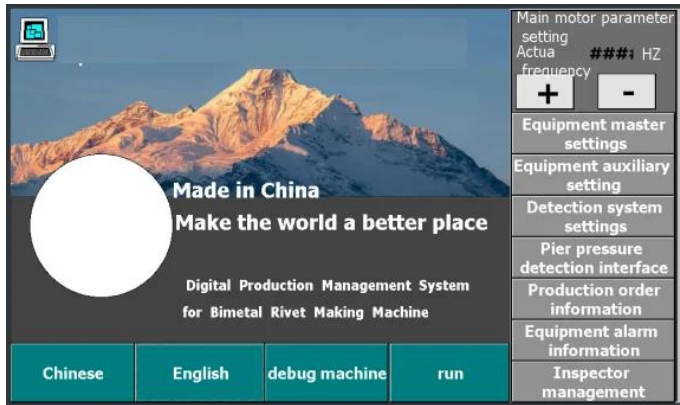 Main motor parameter
setting
Actua ###: HZ
frequency
+ -
Equipment master
settings
Equipment auxiliary
setting
Detection system
settings
Pier pressure
detection interface
Production order
information
Equipment alarm
information
Inspector
management
Made in China
Make the world a better place
Digital Production Management System
for Bimetal Rivet Making Machine
Chinese English debug machine run